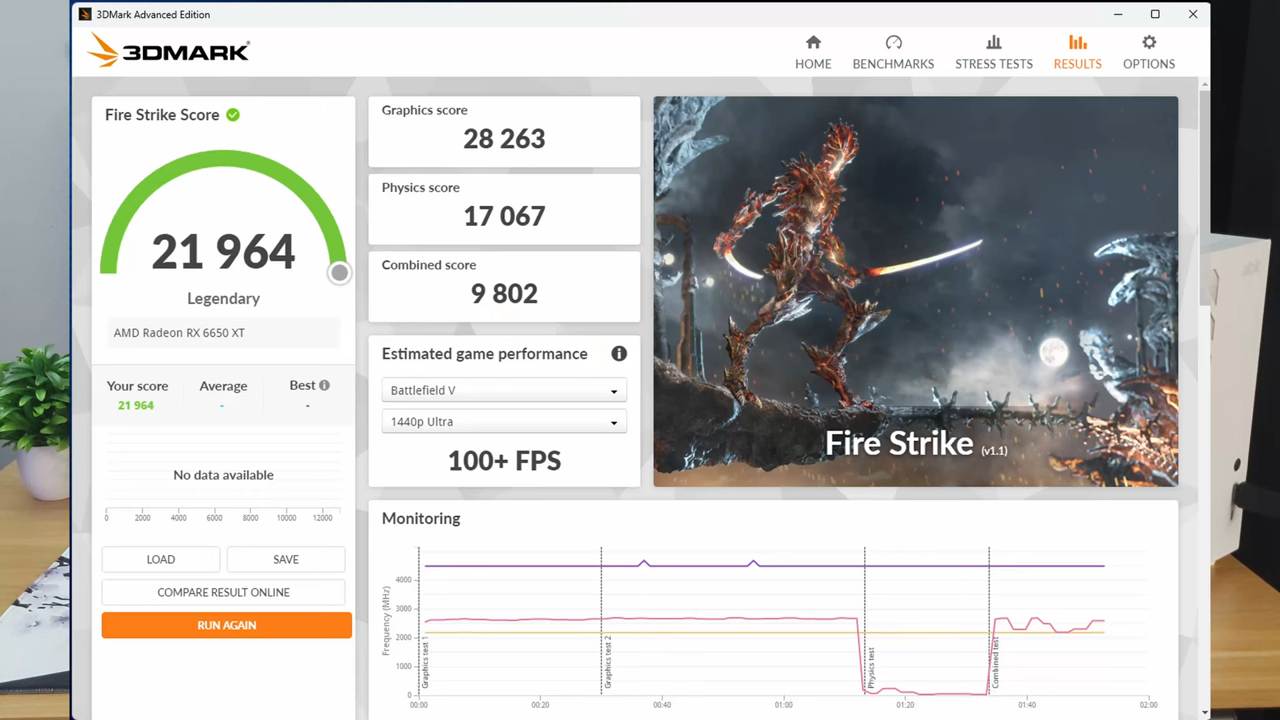 3DMark Advanced Edition
3DMARK
HOME
BENCHMARKS
STRESS TESTS
RESULTS
OPTIONS
Fire Strike Score
21 964
Legendary
AMD Radeon RX 6650 XT
Your score
Average
Best
21 964
-
-
No data available
0 2000 4000 6000 8000 10000 12000
LOAD
SAVE
COMPARE RESULT ONLINE
RUN AGAIN
Graphics score
28 263
Physics score
17 067
Combined score
9 802
Estimated game performance
Battlefield V
1440p Ultra
100+ FPS
Fire Strike (v1.1)
Monitoring
Frequency (MHz)
4000
3000
2000
1000
0
Graphics test 1
Graphics test 2
Physics test
Combined test
00:00 00:20 00:40 01:00 01:20 01:40 02:00